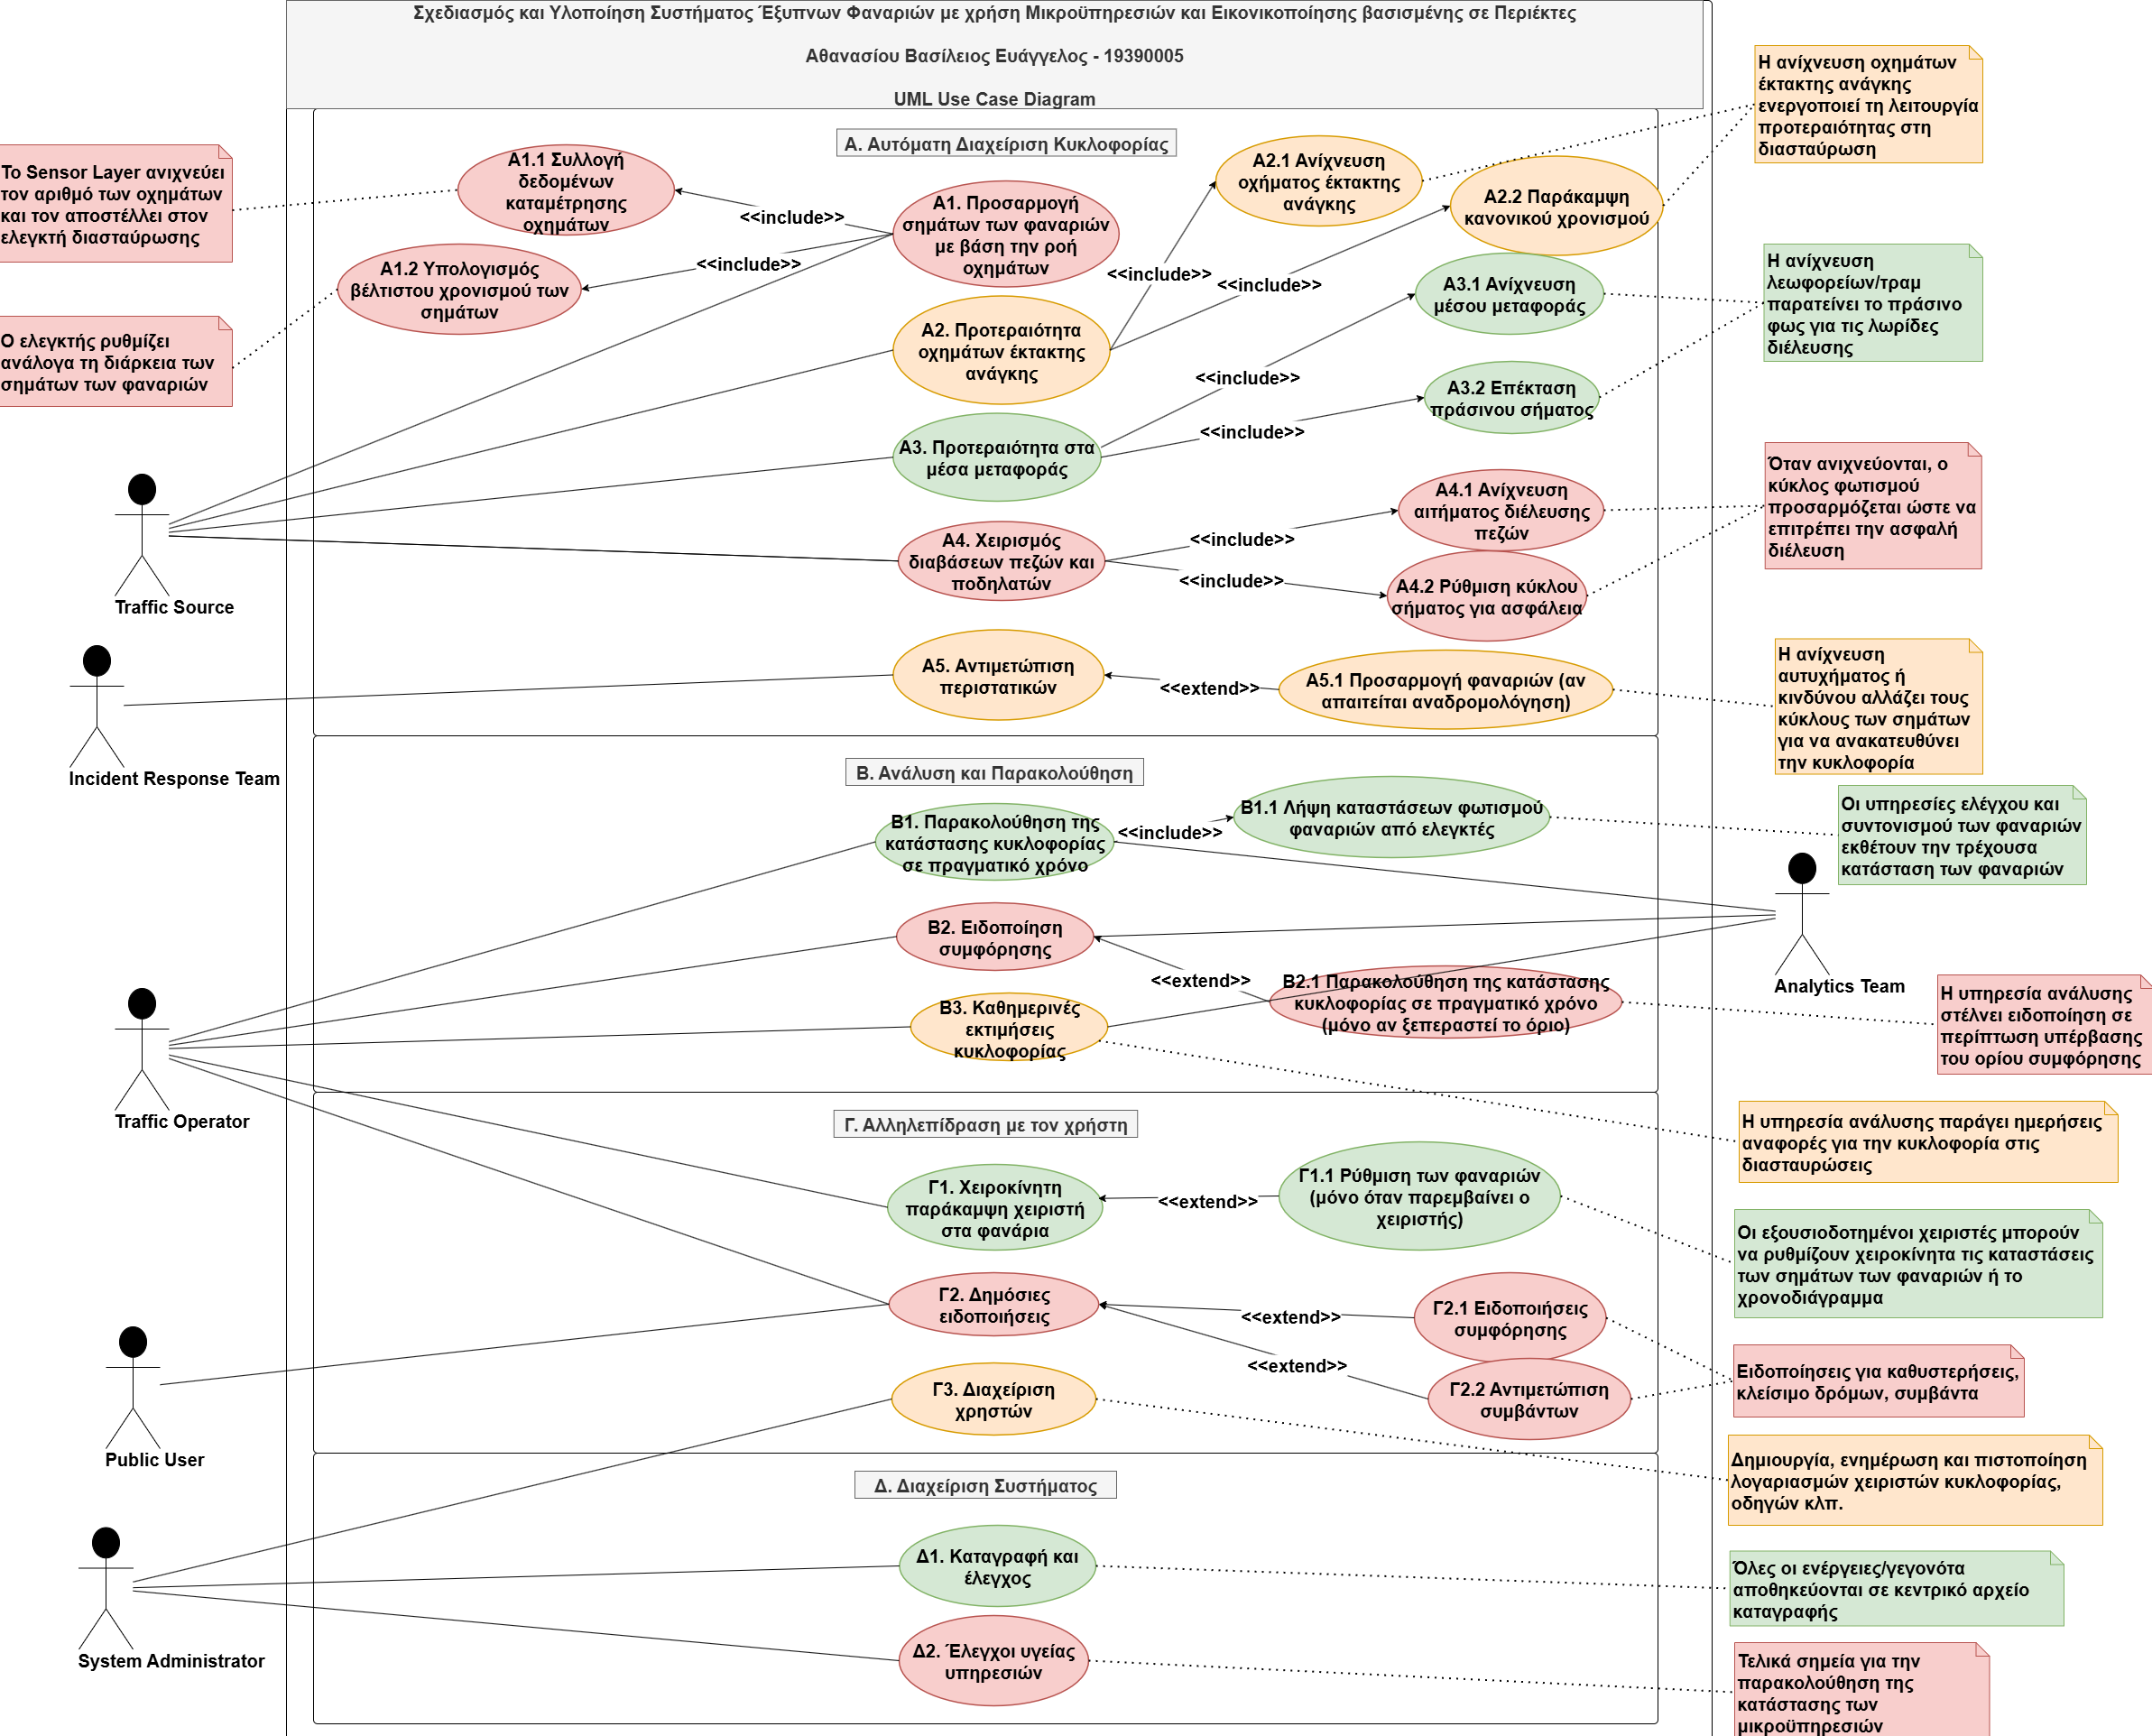 Σχεδιασμός και Υλοποίηση Συστήματος Έξυπνων Φαναριών με χρήση Μικροϋπηρεσιών και Εικονικοποίησης βασισμένης σε Περιέκτες
Αθανασίου Βασίλειος Ευάγγελος - 19390005
UML Use Case Diagram
Α. Αυτόματη Διαχείριση Κυκλοφορίας
Το Sensor Layer ανιχνεύει
τον αριθμό των οχημάτων
και τον αποστέλλει στον
ελεγκτή διασταύρωσης
Ο ελεγκτής ρυθμίζει
ανάλογα τη διάρκεια των
σημάτων των φαναριών
Α1.1 Συλλογή
δεδομένων
καταμέτρησης
οχημάτων
Α1.2 Υπολογισμός
βέλτιστου χρονισμού των
σημάτων
<<include>>
<<include>>
Α1. Προσαρμογή
σημάτων των φαναριών
με βάση την ροή
οχημάτων
Α2. Προτεραιότητα
οχημάτων έκτακτης
ανάγκης
<<include>>
<<include>>
Α2.1 Ανίχνευση
οχήματος έκτακτης
ανάγκης
Α2.2 Παράκαμψη
κανονικού χρονισμού
Η ανίχνευση οχημάτων
έκτακτης ανάγκης
ενεργοποιεί τη λειτουργία
προτεραιότητας στη
διασταύρωση
Α3. Προτεραιότητα στα
μέσα μεταφοράς
<<include>>
<<include>>
Α3.1 Ανίχνευση
μέσου μεταφοράς
Α3.2 Επέκταση
πράσινου σήματος
Η ανίχνευση
λεωφορείων/τραμ
παρατείνει το πράσινο
φως για τις λωρίδες
διέλευσης
Α4. Χειρισμός
διαβάσεων πεζών και
ποδηλατών
<<include>>
<<include>>
Α4.1 Ανίχνευση
αιτήματος διέλευσης
πεζών
Α4.2 Ρύθμιση κύκλου
σήματος για ασφάλεια
Όταν ανιχνεύονται, ο
κύκλος φωτισμού
προσαρμόζεται ώστε να
επιτρέπει την ασφαλή
διέλευση
Traffic Source
Α5. Αντιμετώπιση
περιστατικών
<<extend>>
Α5.1 Προσαρμογή φαναριών (αν
απαιτείται αναδρομολόγηση)
Η ανίχνευση
αυτυχήματος ή
κινδύνου αλλάζει τους
κύκλους των σημάτων
για να ανακατευθύνει
την κυκλοφορία
Incident Response Team
Β. Ανάλυση και Παρακολούθηση
Β1. Παρακολούθηση της
κατάστασης κυκλοφορίας
σε πραγματικό χρόνο
<<include>>
Β1.1 Λήψη καταστάσεων φωτισμού
φαναριών από ελεγκτές
Οι υπηρεσίες ελέγχου και
συντονισμού των φαναριών
εκθέτουν την τρέχουσα
κατάσταση των φαναριών
Β2. Ειδοποίηση
συμφόρησης
<<extend>>
Β2.1 Παρακολούθηση της κατάστασης
κυκλοφορίας σε πραγματικό χρόνο
(μόνο αν ξεπεραστεί το όριο)
Analytics Team
Η υπηρεσία ανάλυσης
στέλνει ειδοποίηση σε
περίπτωση υπέρβασης
του ορίου συμφόρησης
Β3. Καθημερινές
εκτιμήσεις
κυκλοφορίας
Η υπηρεσία ανάλυσης παράγει ημερήσεις
αναφορές για την κυκλοφορία στις
διασταυρώσεις
Traffic Operator
Γ. Αλληλεπίδραση με τον χρήστη
Γ1. Χειροκίνητη
παράκαμψη χειριστή
στα φανάρια
<<extend>>
Γ1.1 Ρύθμιση των φαναριών
(μόνο όταν παρεμβαίνει ο
χειριστής)
Οι εξουσιοδοτημένοι χειριστές μπορούν
να ρυθμίζουν χειροκίνητα τις καταστάσεις
των σημάτων των φαναριών ή το
χρονοδιάγραμμα
Γ2. Δημόσιες
ειδοποιήσεις
<<extend>>
<<extend>>
Γ2.1 Ειδοποιήσεις
συμφόρησης
Γ2.2 Αντιμετώπιση
συμβάντων
Ειδοποιήσεις για καθυστερήσεις,
κλείσιμο δρόμων, συμβάντα
Γ3. Διαχείριση
χρηστών
Δημιουργία, ενημέρωση και πιστοποίηση
λογαριασμών χειριστών κυκλοφορίας,
οδηγών κλπ.
Public User
Δ. Διαχείριση Συστήματος
Δ1. Καταγραφή και
έλεγχος
Όλες οι ενέργειες/γεγονότα
αποθηκεύονται σε κεντρικό αρχείο
καταγραφής
Δ2. Έλεγχοι υγείας
υπηρεσιών
System Administrator
Τελικά σημεία για την
παρακολούθηση της
κατάστασης των
μικροϋπηρεσιών